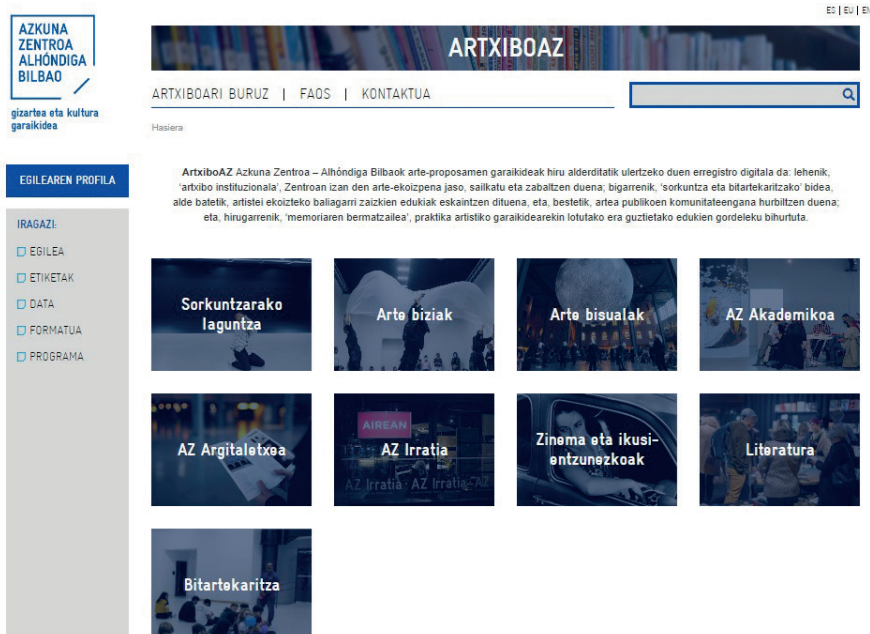 ES | EU | EN
AZKUNA
ZENTROA
ALHÓNDIGA
BILBAO
gizartea eta kultura
garaikidea
ARTXIBOAZ
ARTXIBOARI BURUZ | FAQS | KONTAKTUA
Hasiera
EGILEAREN PROFILA
IRAGAZI:
EGILEA
ETIKETAK
DATA
FORMATUA
PROGRAMA
ArtxiboAZ Azkuna Zentroa – Alhóndiga Bilbaok arte-proposamen garaikideak hiru alderditatik ulertzeko duen erregistro digitala da: lehenik,
‘artxibo instituzionala’, Zentroan izan den arte-ekoizpena jaso, sailkatu eta zabaltzen duena; bigarrenik, ‘sorkuntza eta bitartekaritzako’ bidea,
alde batetik, artistei ekoizteko baliagarri zaizkien edukiak eskaintzen dituena, eta, bestetik, artea publikoen komunitateengana hurbiltzen duena;
eta, hirugarrenik, ‘memoriaren bermatzailea’, praktika artistiko garaikidearekin lotutako era guztietako edukien gordeleku bihurtuta.
Sorkuntzarako
laguntza
Arte biziak
Arte bisualak
AZ Akademikoa
AZ Argitaletxea
AIREAN
AZ Irratia
AZ Irratia · AZ Irratia · AZ
Zinema eta ikusi-
entzunezkoak
Literatura
Bitartekaritza